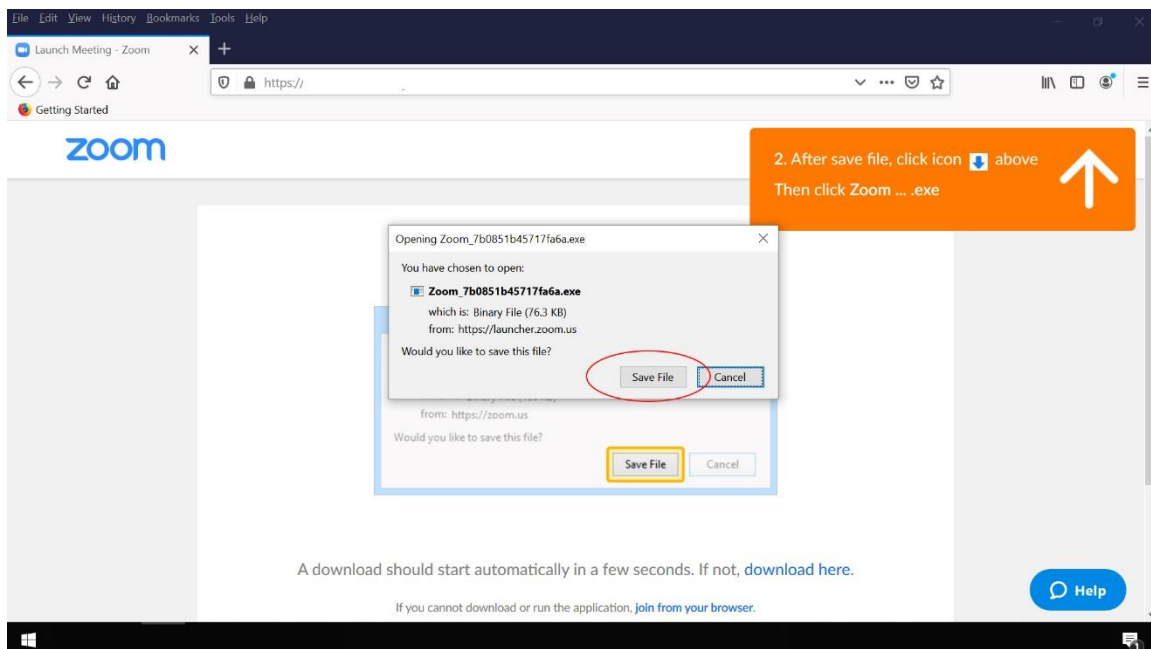 File Edit View History Bookmarks Tools Help
Launch Meeting - Zoom
https://
Getting Started
zoom
2. After save file, click icon above
Then click Zoom ... .exe
Opening Zoom_7b0851b45717fa6a.exe
You have chosen to open:
Zoom_7b0851b45717fa6a.exe
which is: Binary File (76.3 KB)
from: https://launcher.zoom.us
Would you like to save this file?
Save File Cancel
from: https://zoom.us
Would you like to save this file?
Save File Cancel
A download should start automatically in a few seconds. If not, download here.
If you cannot download or run the application, join from your browser.
Help
1